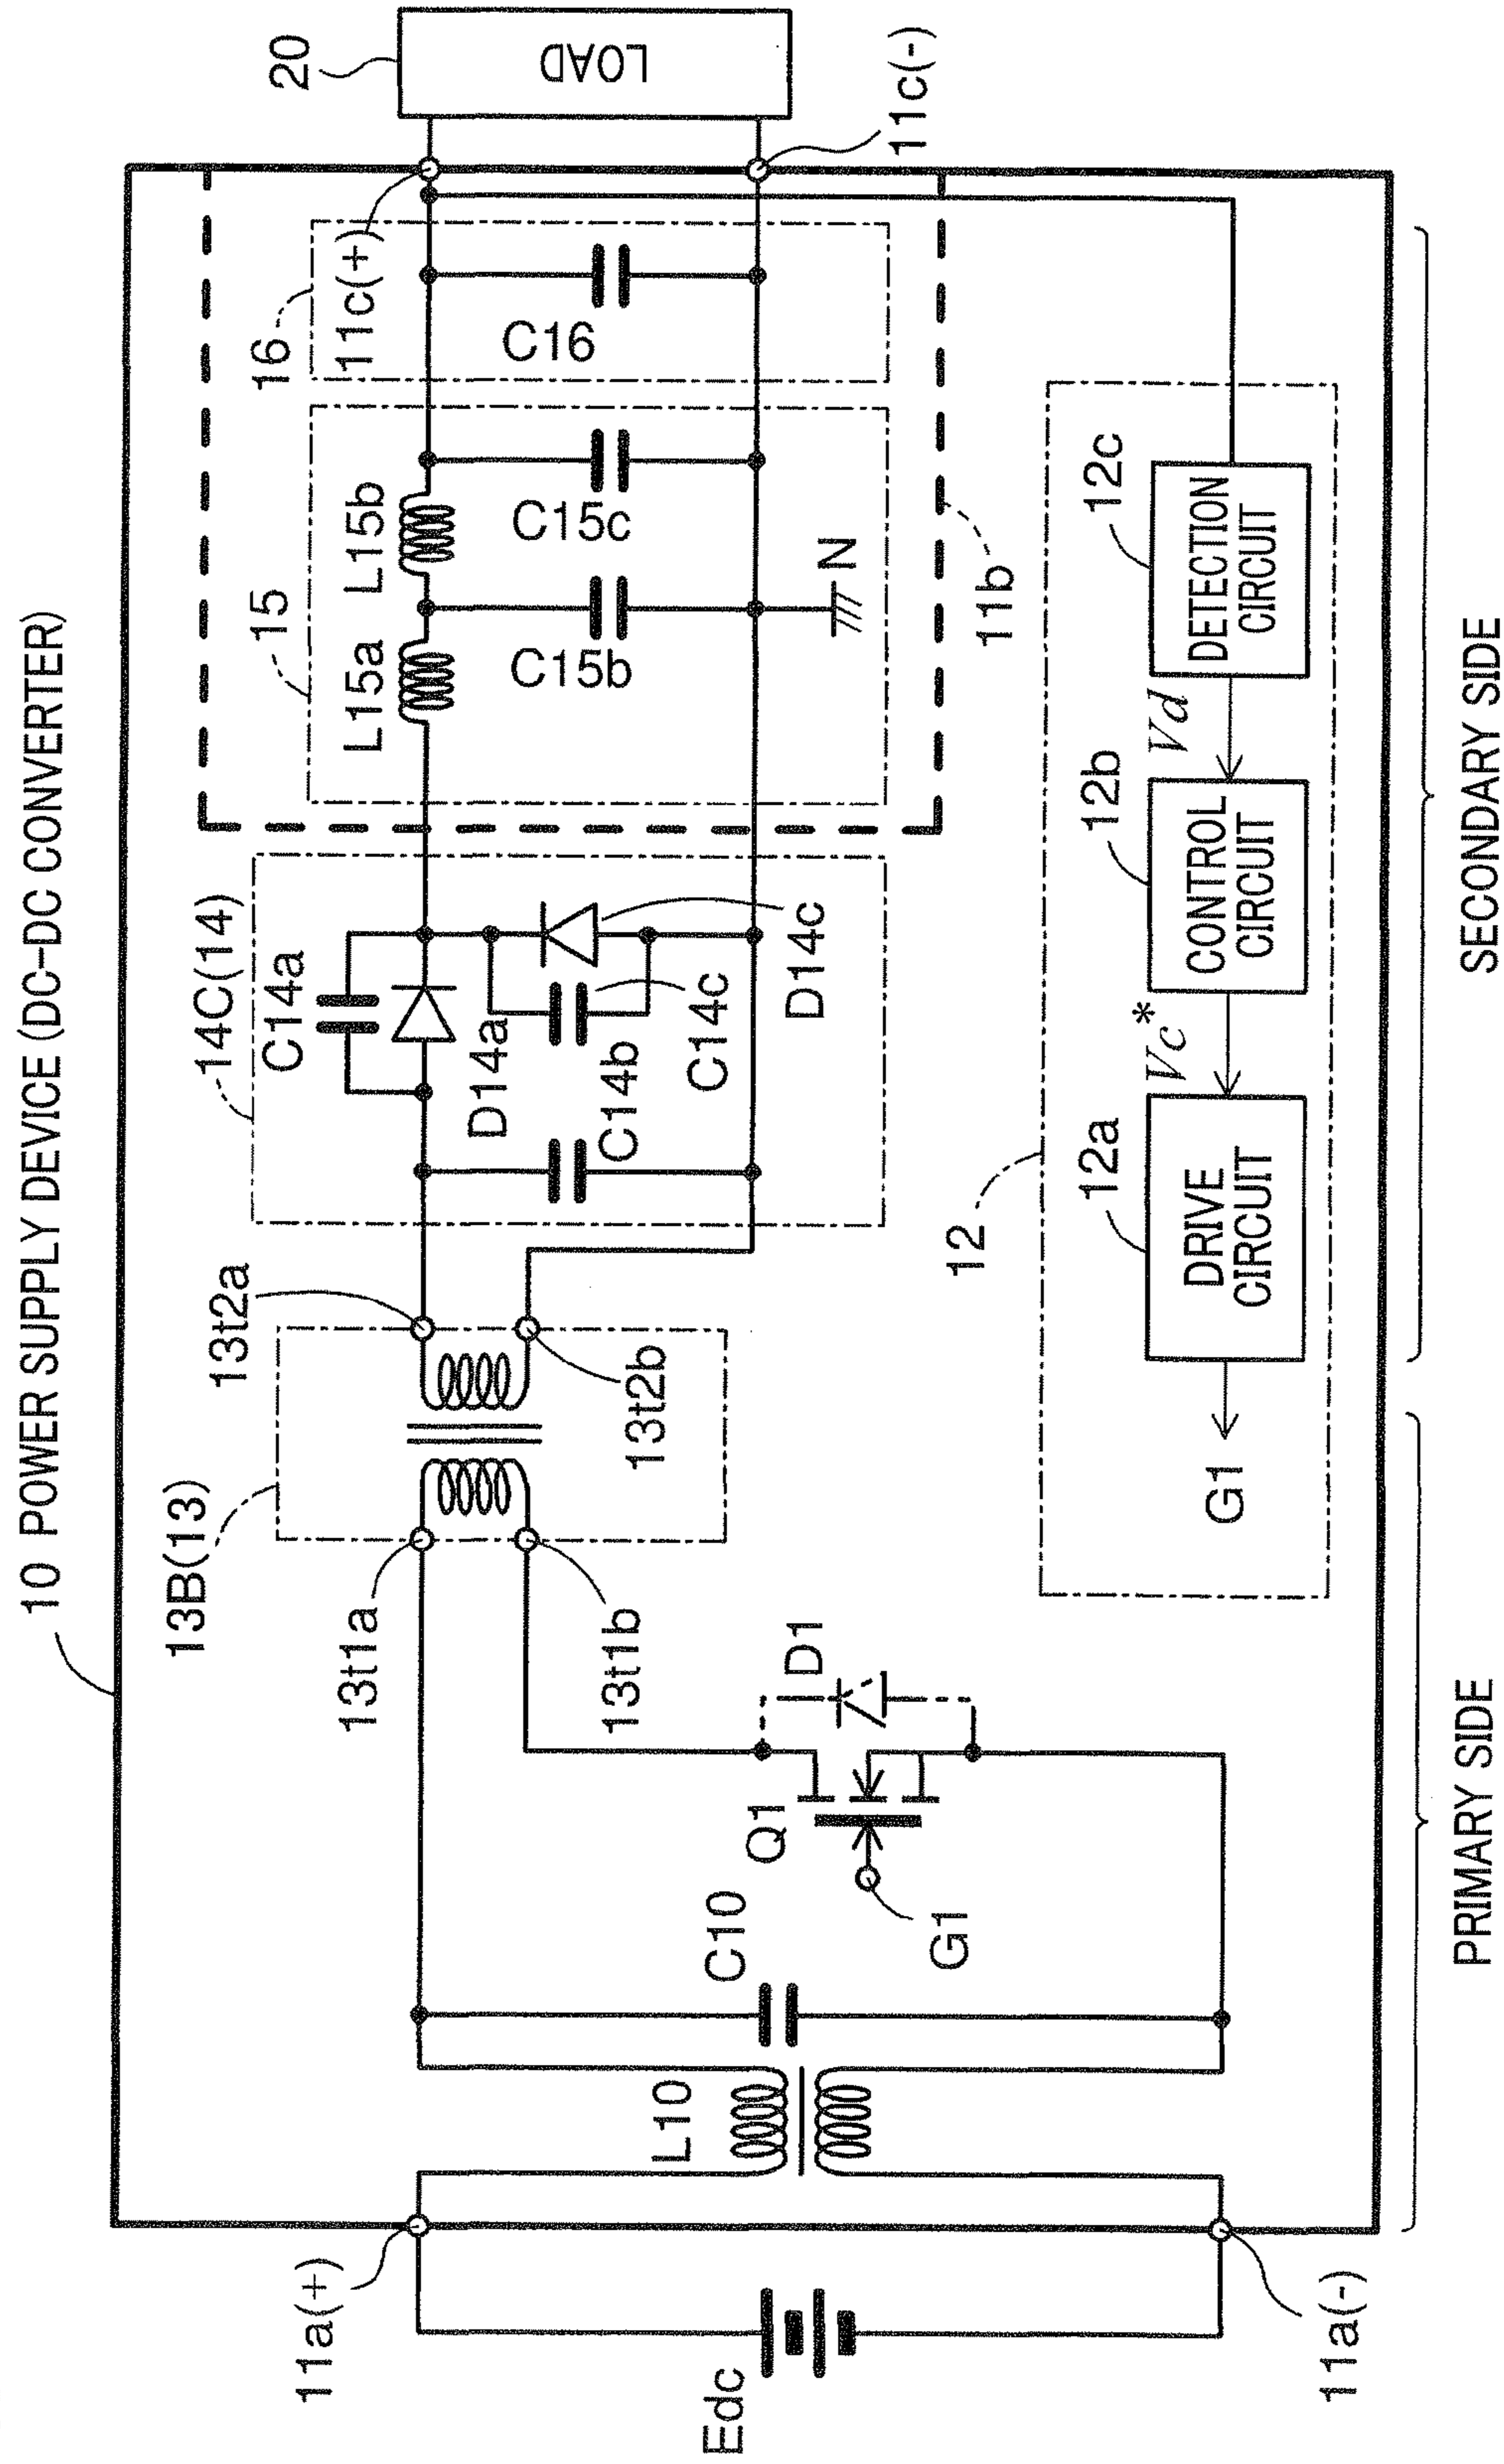 10 POWER SUPPLY DEVICE (DC-DC CONVERTER)
13B(13)
13t1a
13t1b
13t2a
13t2b
14C(14)
C14a
D14a
C14b
C14c
D14c
15
L15a
L15b
C15b
C15c
N
16
C16
11c(+)
11c(-)
20
LOAD
11b
11a(+)
11a(-)
Edc
L10
C10
Q1
D1
G1
12
G1
12a
DRIVE
CIRCUIT
Vc*
12b
CONTROL
CIRCUIT
Vd
12c
DETECTION
CIRCUIT
PRIMARY SIDE
SECONDARY SIDE